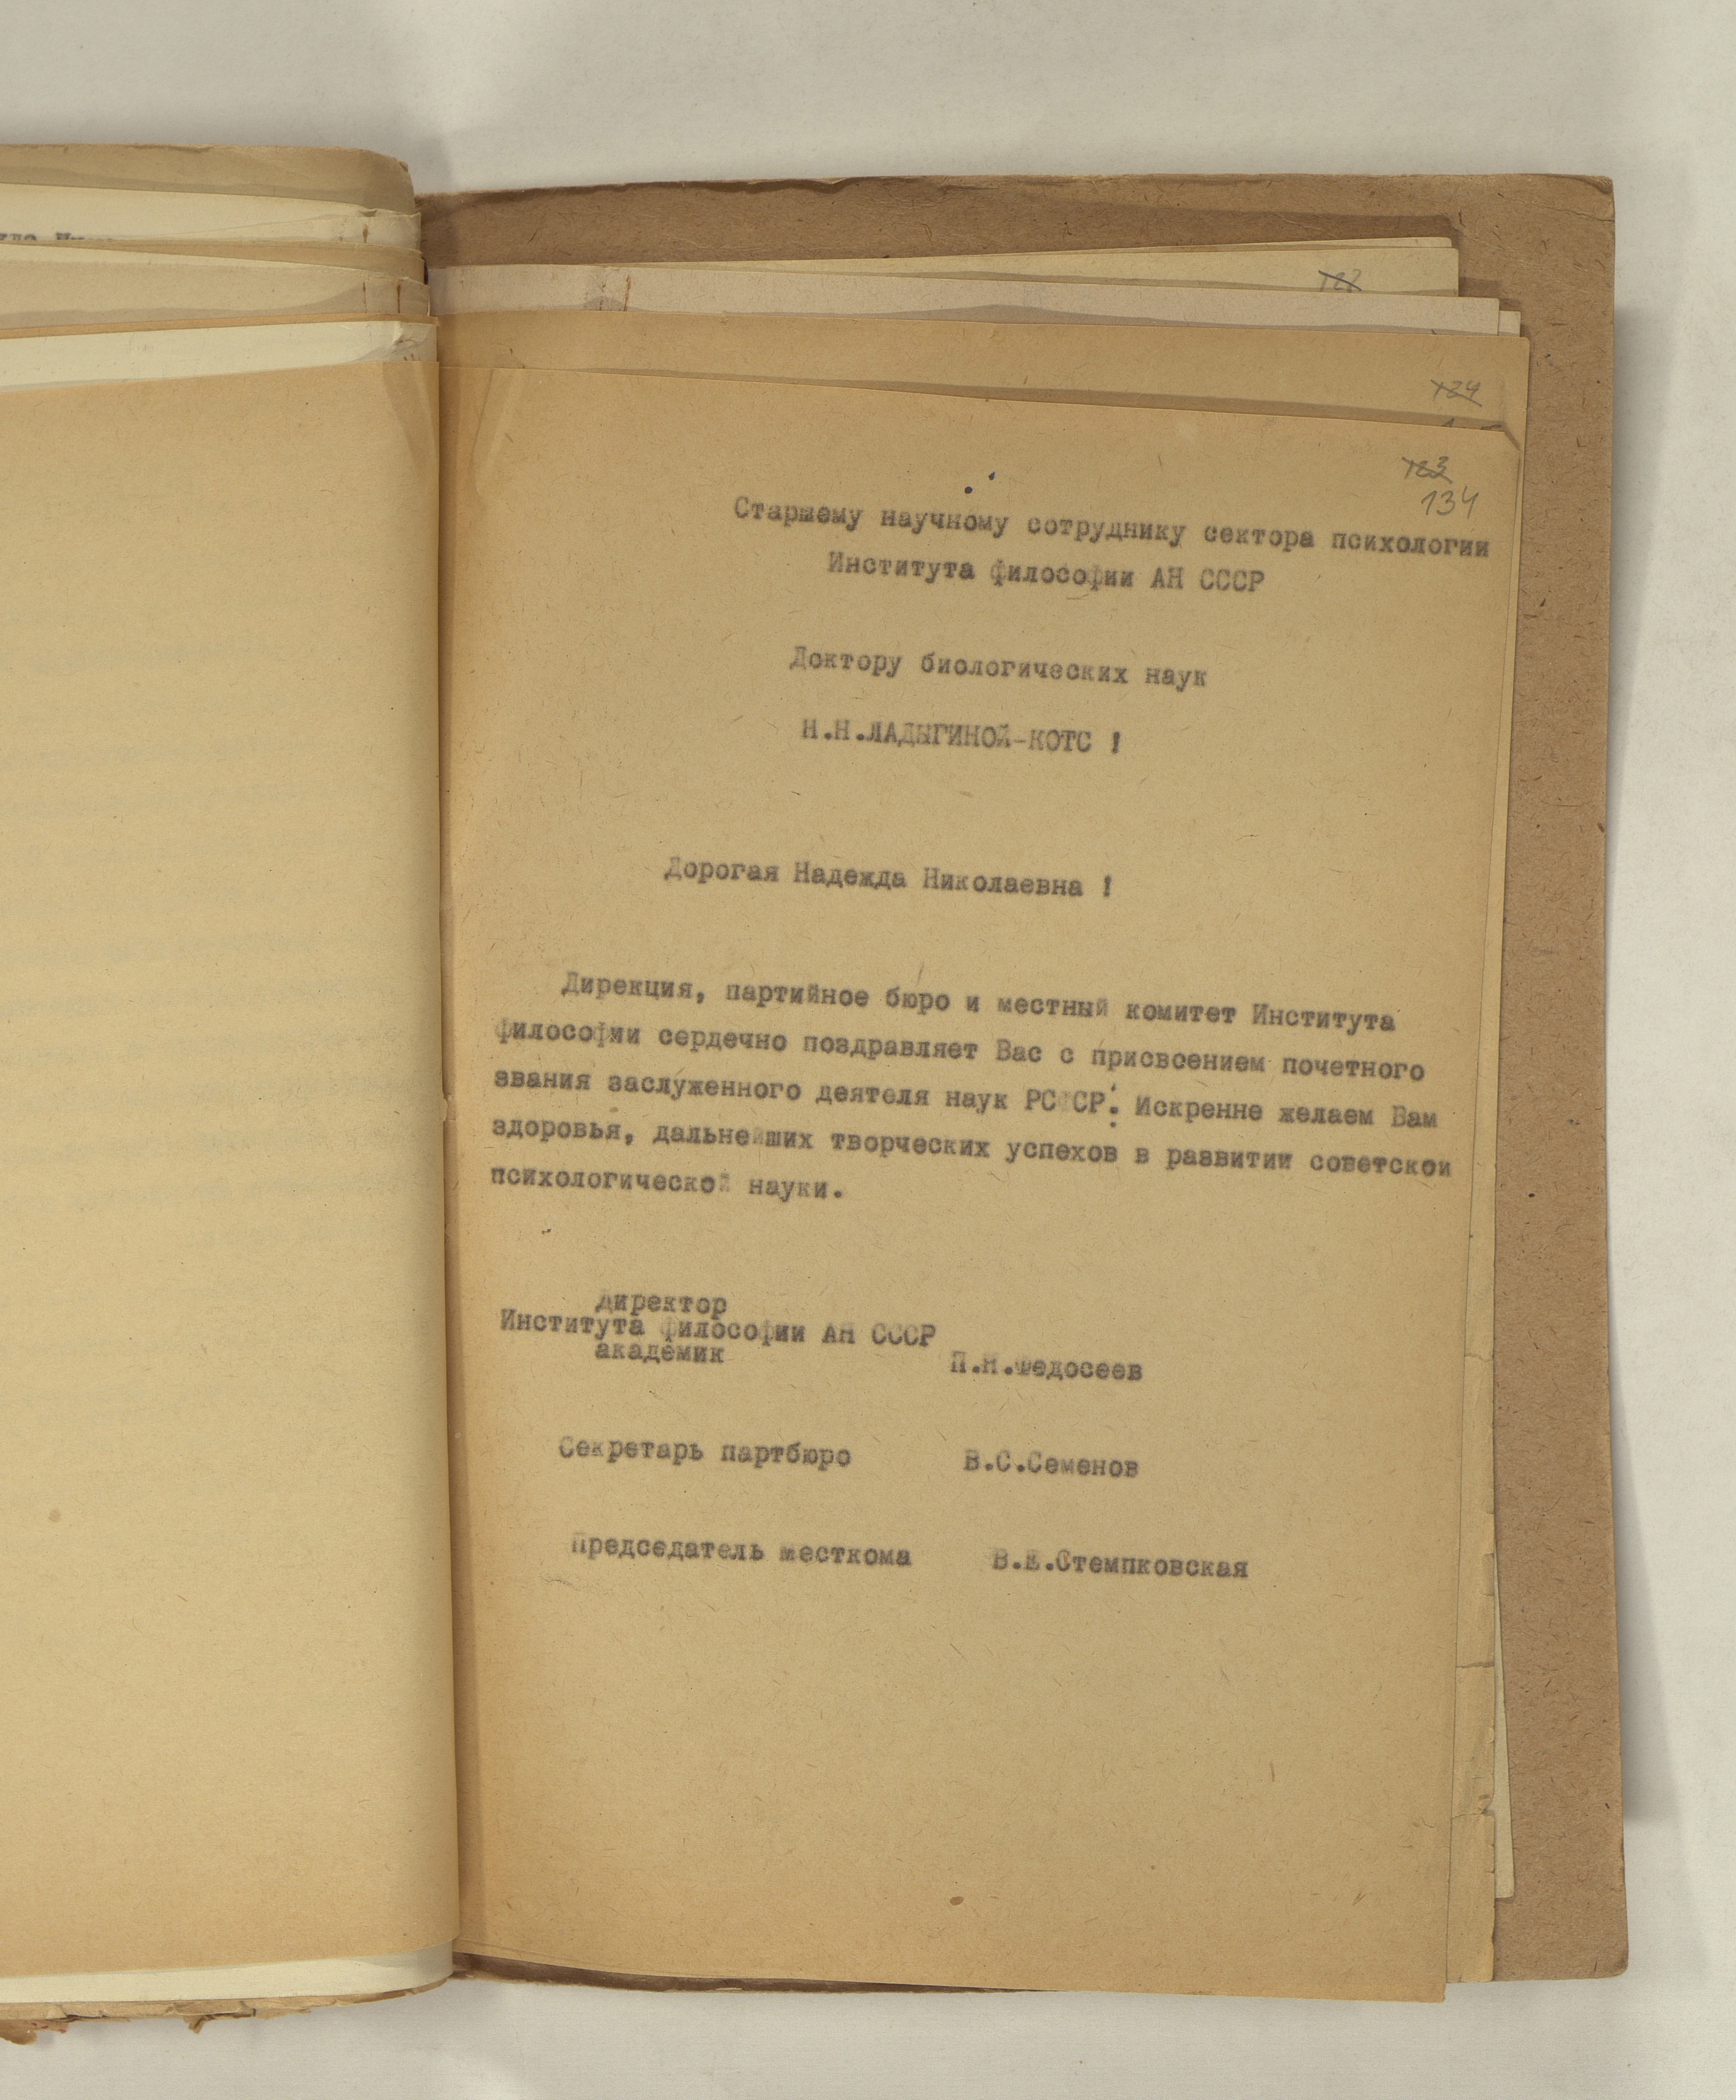 127
124
123
134
Старшему научному сотруднику сектора психологии
Института философии АН СССР
Доктору биологических наук
Н.Н.ЛАДЫГИНОЙ-КОТС !
Дорогая Надежда Николаевна !
Дирекция, партийное бюро и местный комитет Института
философии сердечно поздравляет Вас с присвоением почетного
звания заслуженного деятеля наук РСФСР. Искренне желаем Вам
здоровья, дальнейших творческих успехов в развитии советской
психологической науки.
Директор
Института философии АН СССР
академик
П.Н.Федосеев
Секретарь партбюро В.С.Семенов
Председатель месткома В.Е.Стемпковская